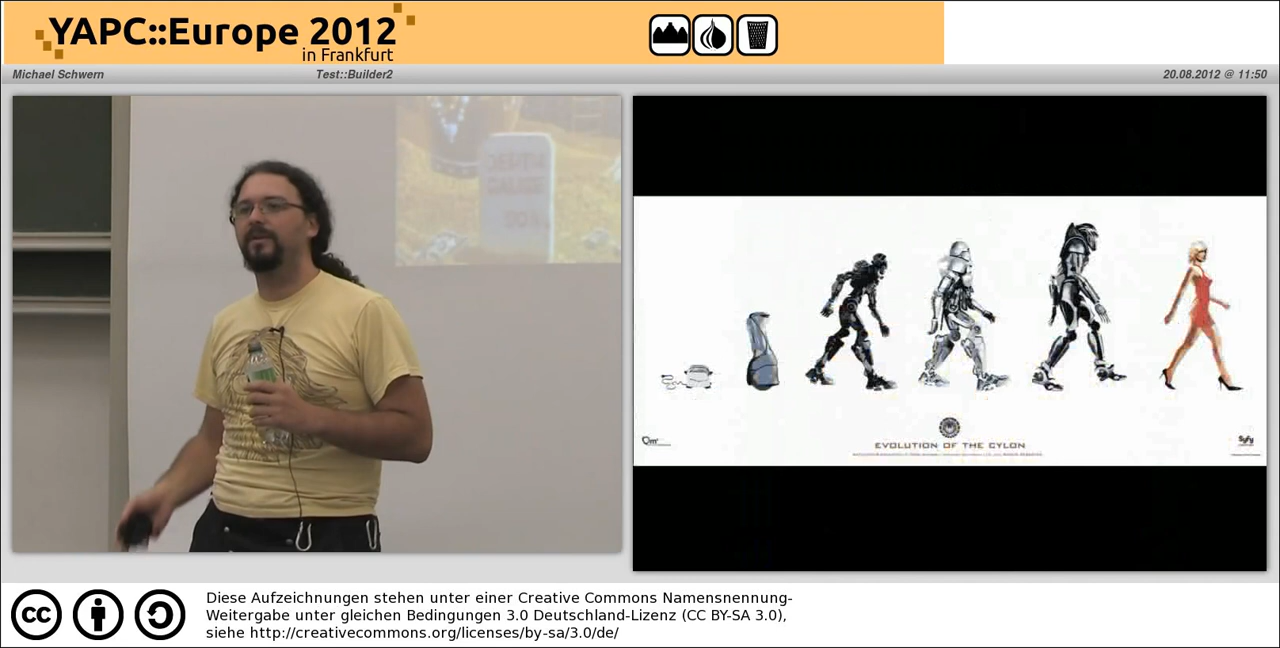 YAPC::Europe 2012
in Frankfurt
Michael Schwern
Test::Builder2
20.08.2012 @ 11:50
EVOLUTION OF THE CYLON
Syfy
cc
Diese Aufzeichnungen stehen unter einer Creative Commons Namensnennung-
Weitergabe unter gleichen Bedingungen 3.0 Deutschland-Lizenz (CC BY-SA 3.0),
siehe http://creativecommons.org/licenses/by-sa/3.0/de/